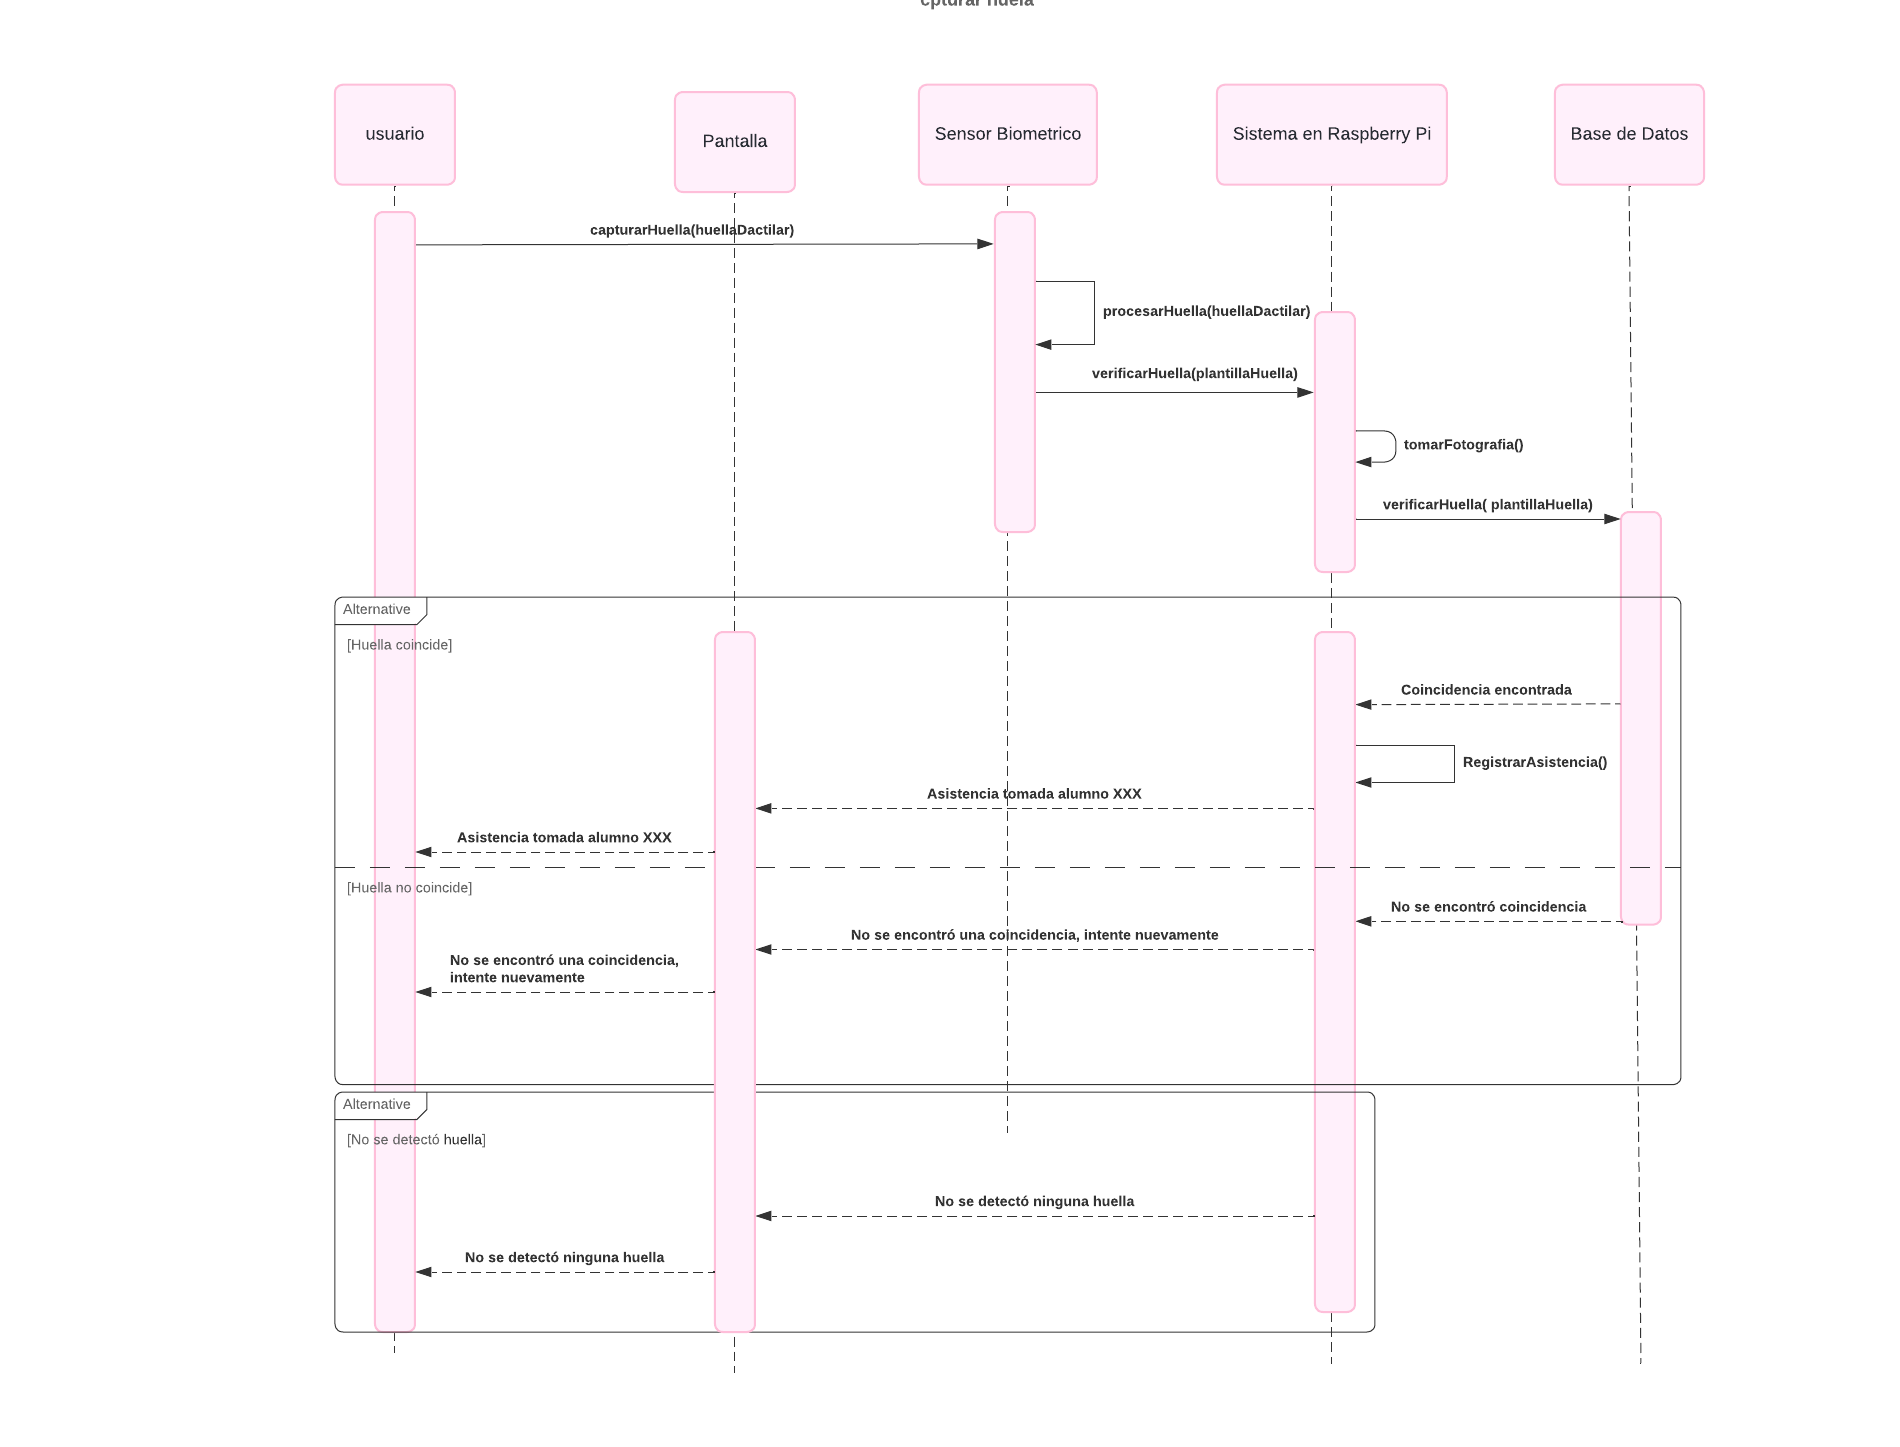 cpturar huela
usuario
Pantalla
Sensor Biometrico
Sistema en Raspberry Pi
Base de Datos
capturarHuella(huellaDactilar)
procesarHuella(huellaDactilar)
verificarHuella(plantillaHuella)
tomarFotografia()
verificarHuella( plantillaHuella)
Alternative
[Huella coincide]
Coincidencia encontrada
RegistrarAsistencia()
Asistencia tomada alumno XXX
Asistencia tomada alumno XXX
[Huella no coincide]
No se encontró coincidencia
No se encontró una coincidencia, intente nuevamente
No se encontró una coincidencia,
intente nuevamente
Alternative
[No se detectó huella]
No se detectó ninguna huella
No se detectó ninguna huella